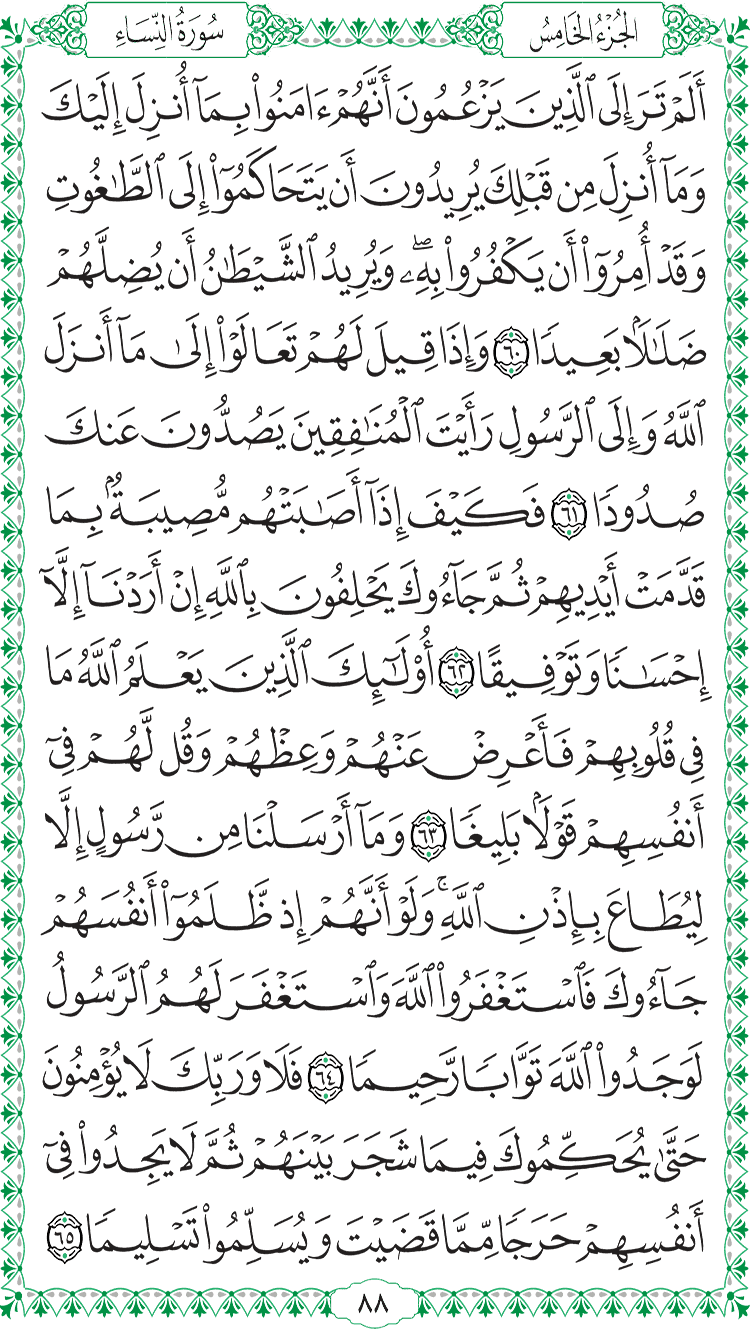 الجُزْءُ الخَامِسُ
سُورَةُ النِّسَاءِ
أَلَمْ تَرَ إِلَى ٱلَّذِينَ يَزْعُمُونَ أَنَّهُمْ ءَامَنُوا۟ بِمَآ أُنزِلَ إِلَيْكَ
وَمَآ أُنزِلَ مِن قَبْلِكَ يُرِيدُونَ أَن يَتَحَاكَمُوٓا۟ إِلَى ٱلطَّـٰغُوتِ
وَقَدْ أُمِرُوٓا۟ أَن يَكْفُرُوا۟ بِهِۦۖ وَيُرِيدُ ٱلشَّيْطَـٰنُ أَن يُضِلَّهُمْ
ضَلَـٰلَۢا بَعِيدًا ٦٠ وَإِذَا قِيلَ لَهُمْ تَعَالَوْا۟ إِلَىٰ مَآ أَنزَلَ
ٱللَّهُ وَإِلَى ٱلرَّسُولِ رَأَيْتَ ٱلْمُنَـٰفِقِينَ يَصُدُّونَ عَنكَ
صُدُودًا ٦١ فَكَيْفَ إِذَآ أَصَـٰبَتْهُم مُّصِيبَةٌۢ بِمَا
قَدَّمَتْ أَيْدِيهِمْ ثُمَّ جَآءُوكَ يَحْلِفُونَ بِٱللَّهِ إِنْ أَرَدْنَآ إِلَّآ
إِحْسَـٰنًا وَتَوْفِيقًا ٦٢ أُو۟لَـٰٓئِكَ ٱلَّذِينَ يَعْلَمُ ٱللَّهُ مَا
فِى قُلُوبِهِمْ فَأَعْرِضْ عَنْهُمْ وَعِظْهُمْ وَقُل لَّهُمْ فِىٓ
أَنفُسِهِمْ قَوْلَۢا بَلِيغًا ٦٣ وَمَآ أَرْسَلْنَا مِن رَّسُولٍ إِلَّا
لِيُطَاعَ بِإِذْنِ ٱللَّهِۚ وَلَوْ أَنَّهُمْ إِذ ظَّلَمُوٓا۟ أَنفُسَهُمْ
جَآءُوكَ فَٱسْتَغْفَرُوا۟ ٱللَّهَ وَٱسْتَغْفَرَ لَهُمُ ٱلرَّسُولُ
لَوَجَدُوا۟ ٱللَّهَ تَوَّابًا رَّحِيمًا ٦٤ فَلَا وَرَبِّكَ لَا يُؤْمِنُونَ
حَتَّىٰ يُحَكِّمُوكَ فِيمَا شَجَرَ بَيْنَهُمْ ثُمَّ لَا يَجِدُوا۟ فِىٓ
أَنفُسِهِمْ حَرَجًا مِّمَّا قَضَيْتَ وَيُسَلِّمُوا۟ تَسْلِيمًا ٦٥
٨٨